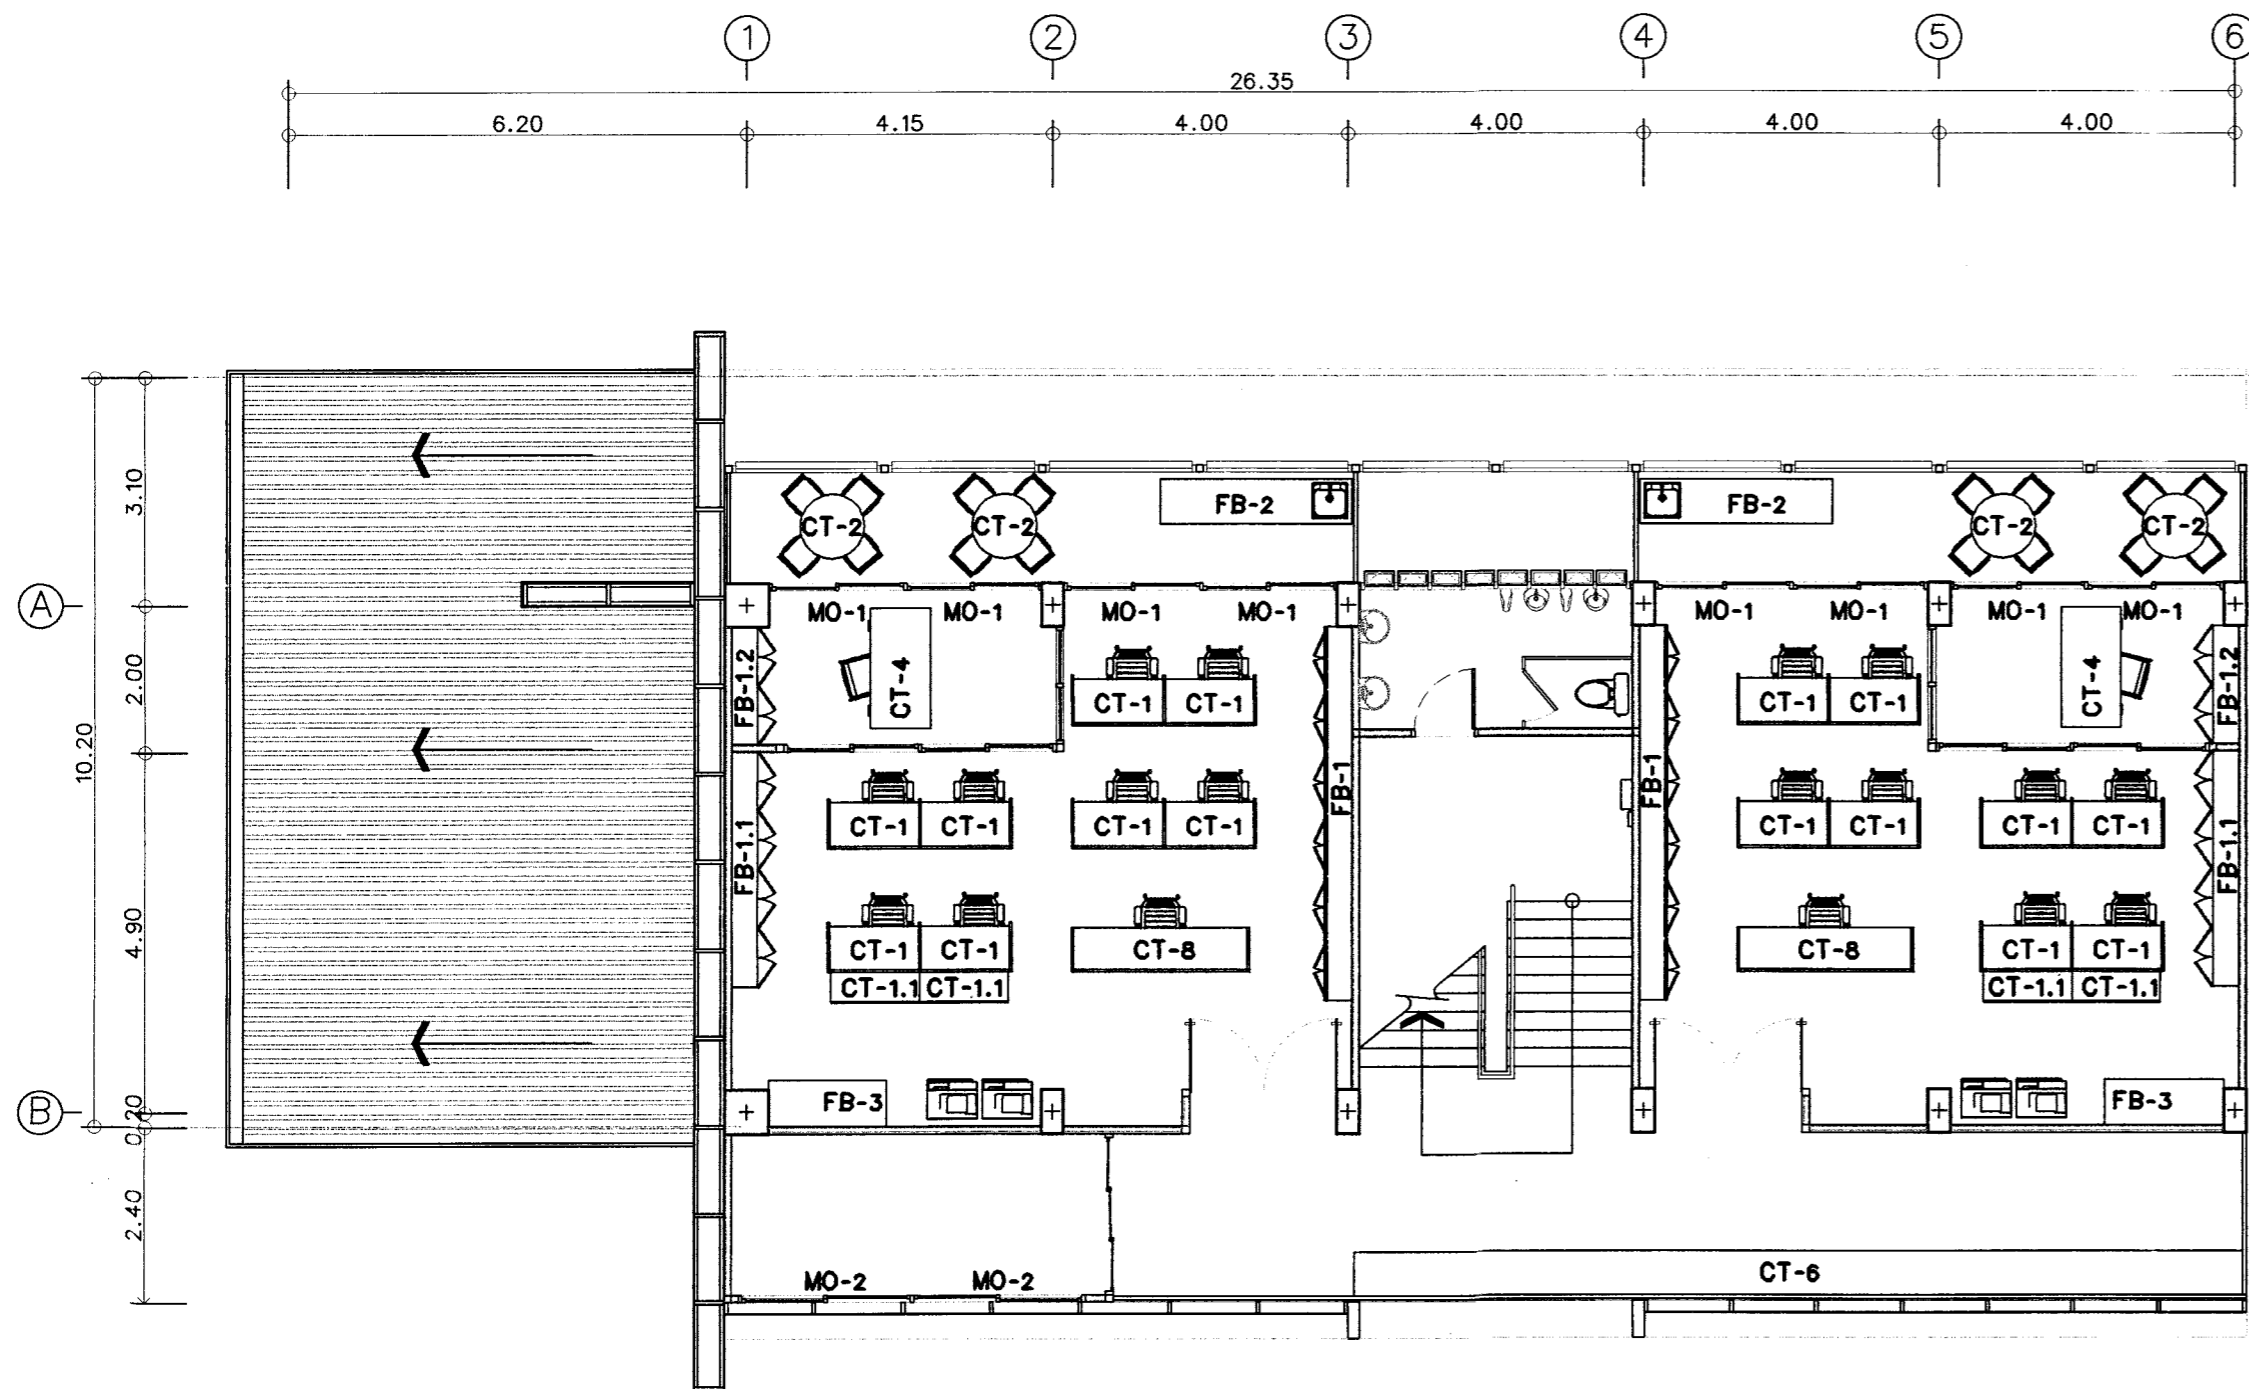 1 2 3 4 5 6
26.35
6.20 4.15 4.00 4.00 4.00 4.00
3.10
2.00
10.20
4.90
0.20
2.40
A
B
CT-2 CT-2 FB-2 FB-2 CT-2 CT-2
MO-1 MO-1 MO-1 MO-1 MO-1 MO-1 MO-1 MO-1
FB-1.2 CT-4 CT-1 CT-1 CT-1 CT-1 CT-4 FB-1.2
FB-1 FB-1
FB-1.1 CT-1 CT-1 CT-1 CT-1 CT-1 CT-1 CT-1 CT-1 FB-1.1
CT-1 CT-1 CT-8 CT-8 CT-1 CT-1
CT-1.1 CT-1.1 CT-1.1 CT-1.1
FB-3 FB-3
MO-2 MO-2 CT-6